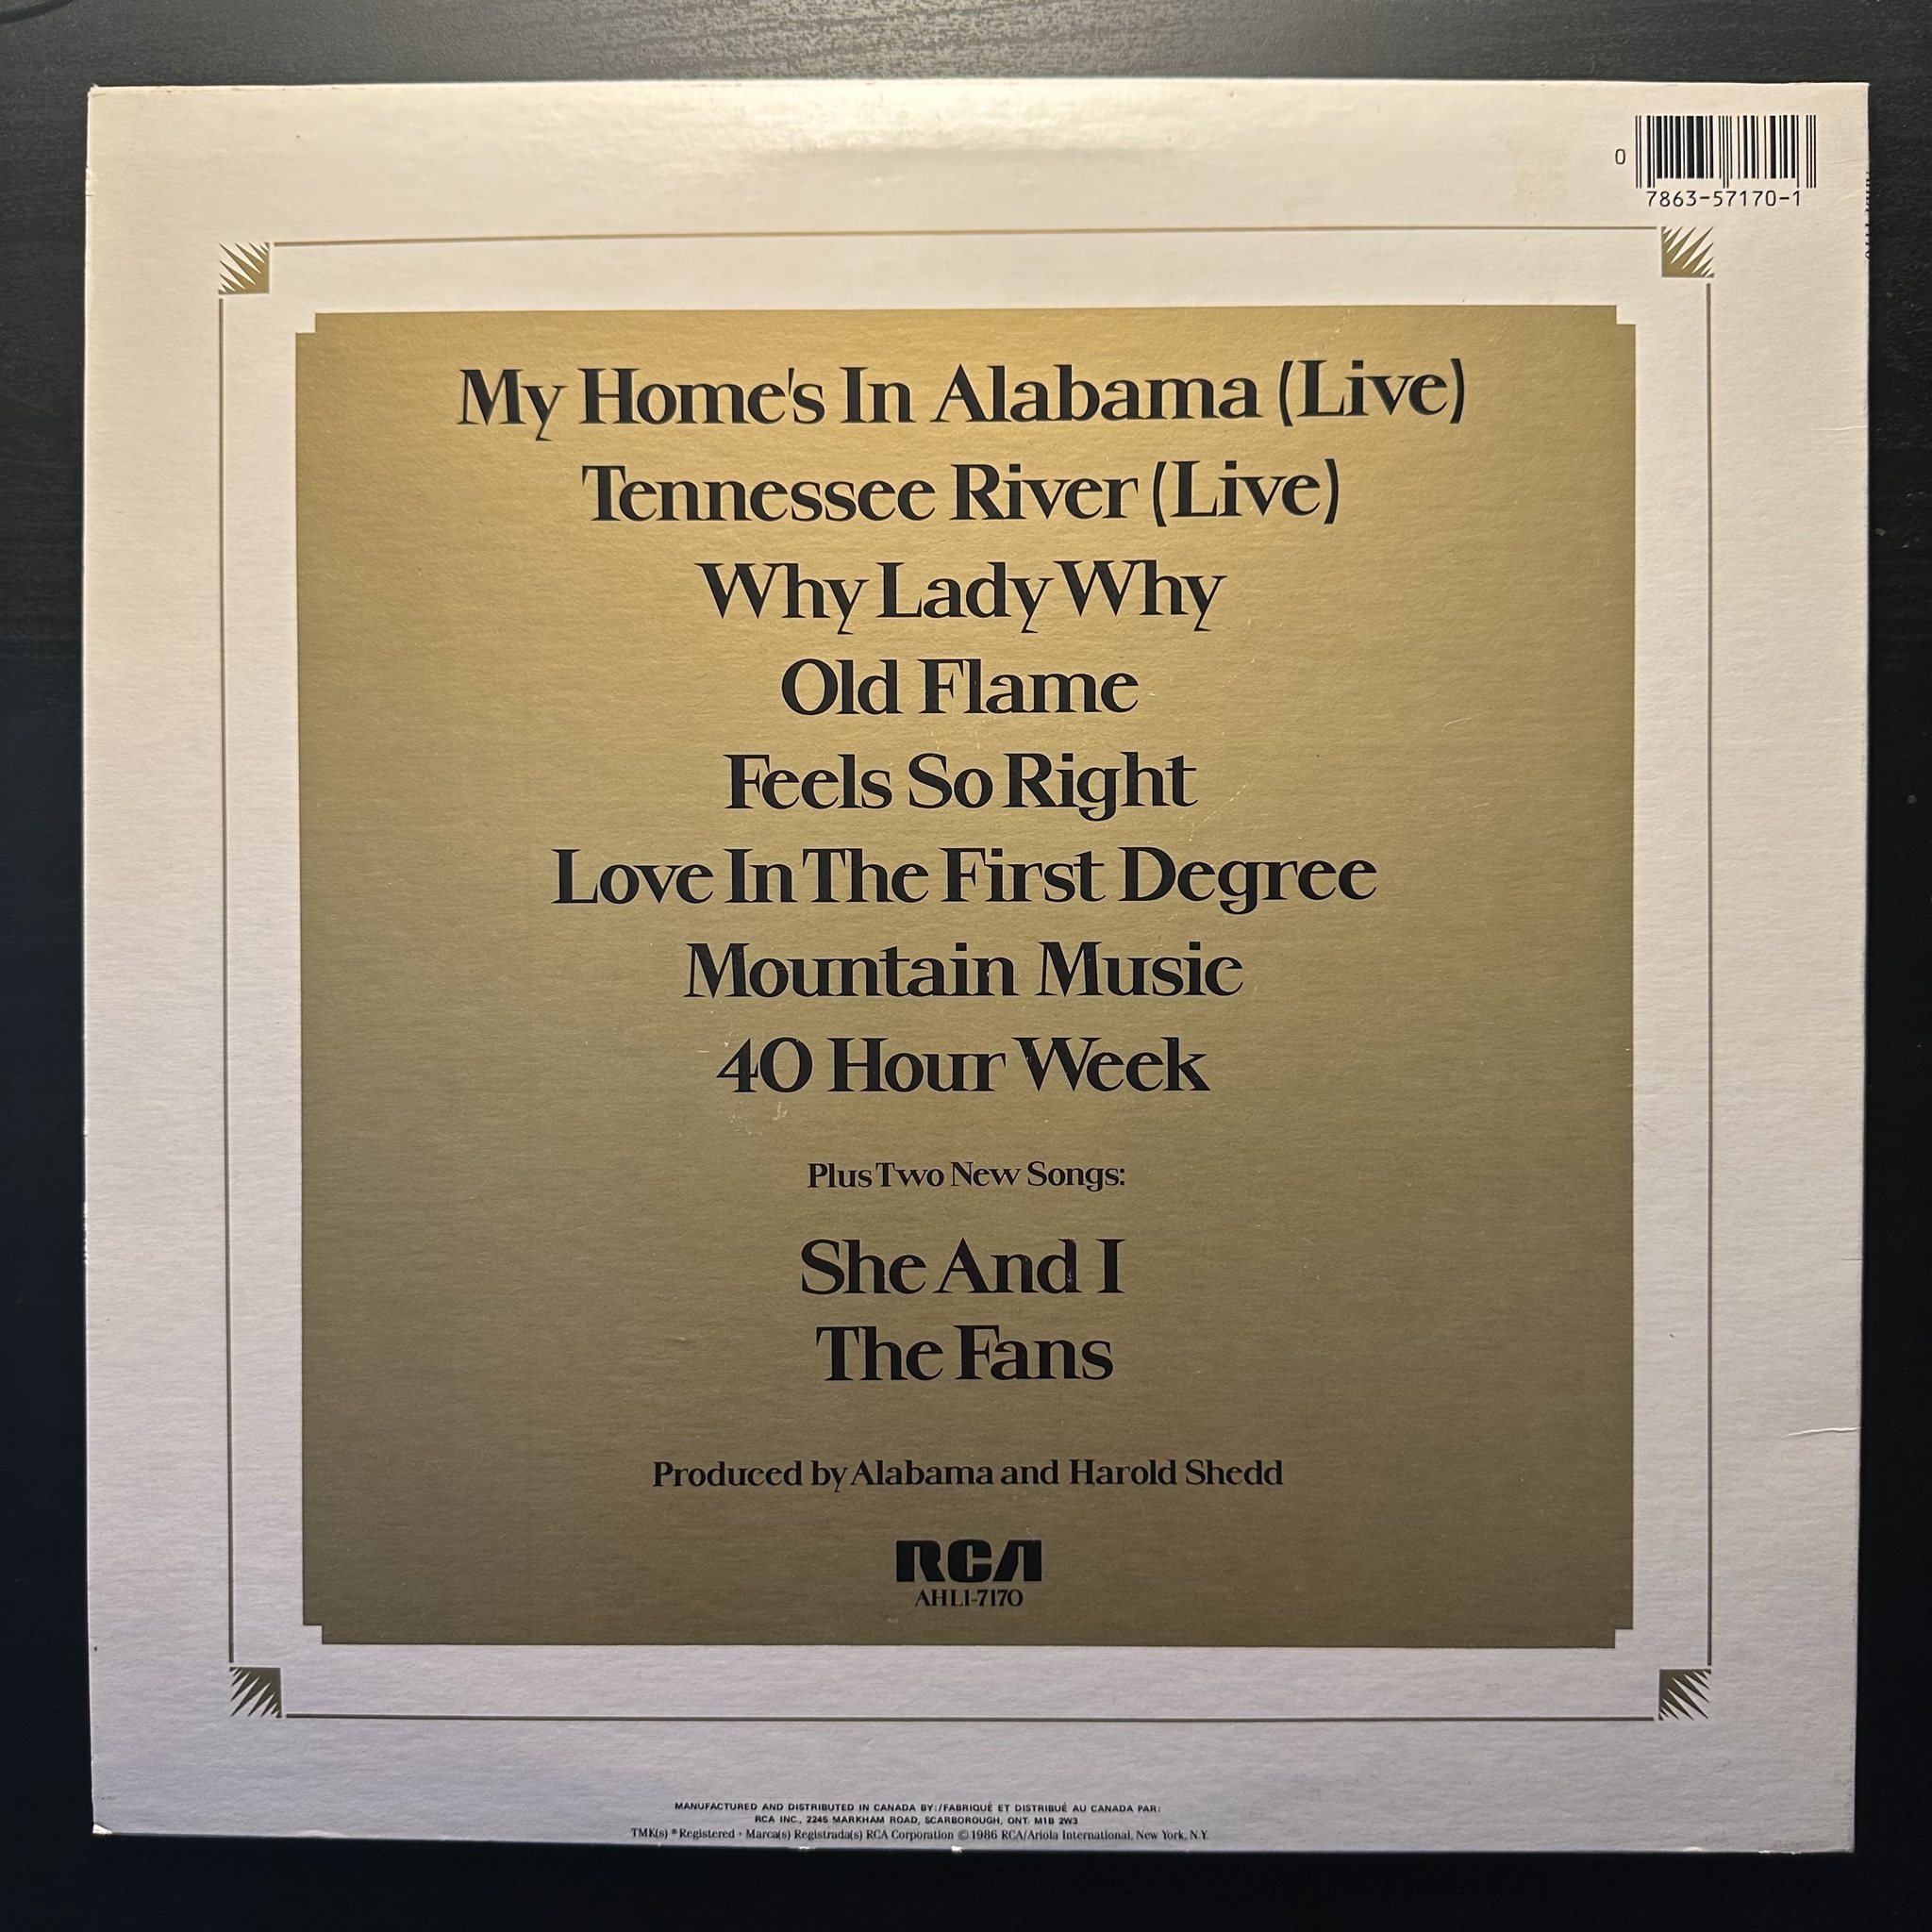 0
7863-57170-1
My Home's In Alabama (Live)
Tennessee River (Live)
Why Lady Why
Old Flame
Feels So Right
Love In The First Degree
Mountain Music
40 Hour Week
Plus Two New Songs:
She And I
The Fans
Produced by Alabama and Harold Shedd
RCA
AHL1-7170
MANUFACTURED AND DISTRIBUTED IN CANADA BY:/FABRIQUÉ ET DISTRIBUÉ AU CANADA PAR:
RCA INC., 2245 MARKHAM ROAD, SCARBOROUGH, ONT. M1B 2W3
TMK(s) ® Registered • Marca(s) Registrada(s) RCA Corporation © 1986 RCA/Ariola International, New York, N.Y.